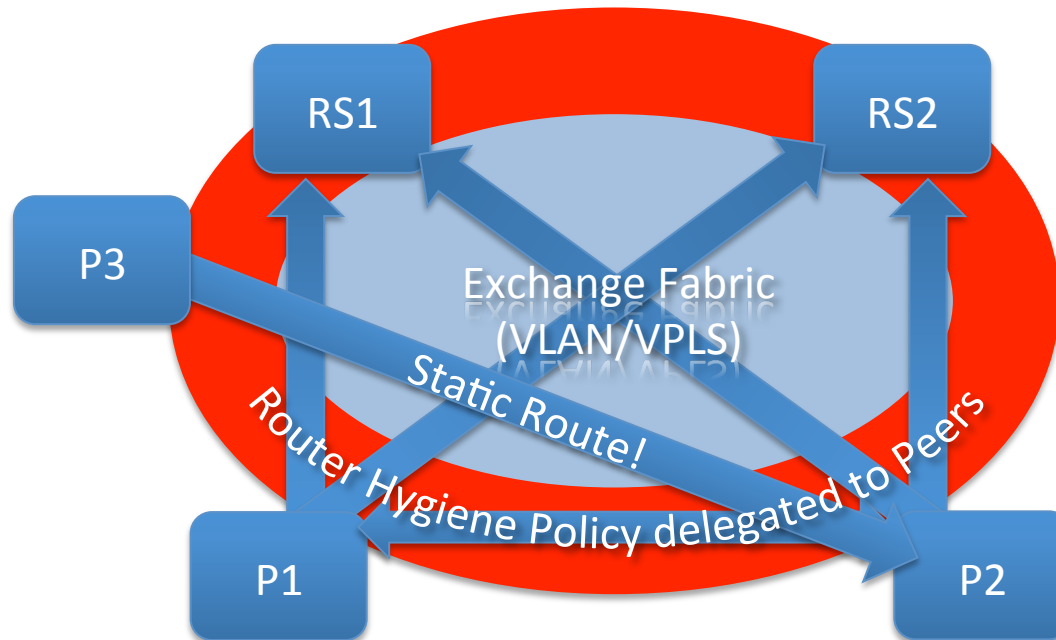 RS1
RS2
P3
Exchange Fabric
(VLAN/VPLS)
Static Route!
Router Hygiene Policy delegated to Peers
P1
P2